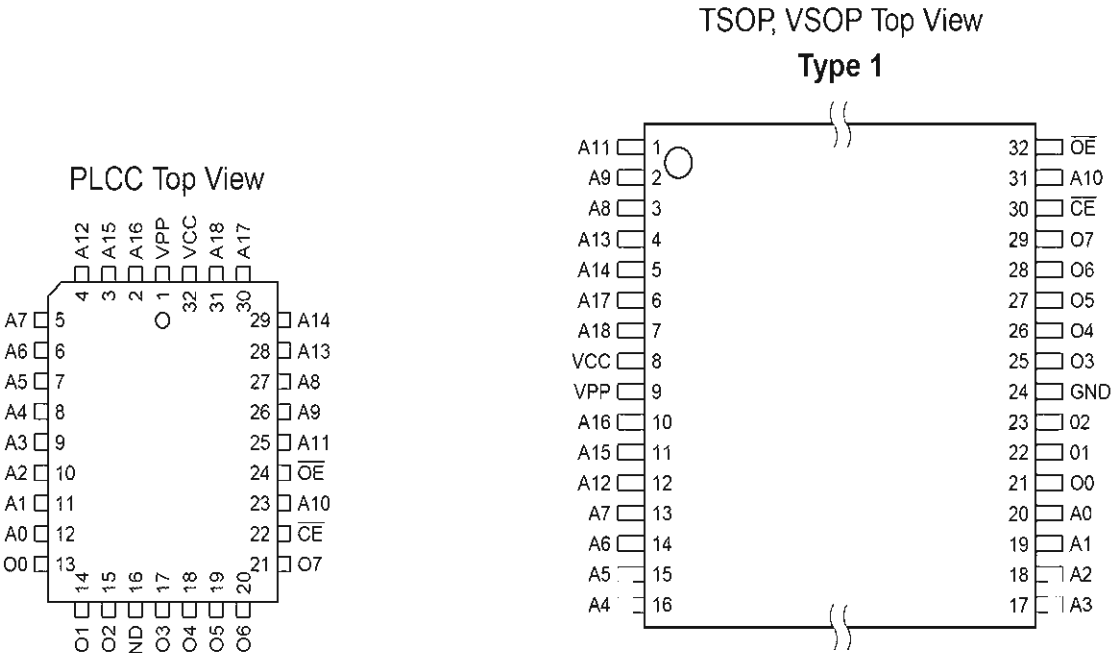 TSOP, VSOP Top View
Type 1
PLCC Top View
A12 A15 A16 VPP VCC A18 A17
4 3 2 1 32 31 30
A7 5 29 A14
A6 6 28 A13
A5 7 27 A8
A4 8 26 A9
A3 9 25 A11
A2 10 24 OE
A1 11 23 A10
A0 12 22 CE
O0 13 21 O7
14 15 16 17 18 19 20
O1 O2 ND O3 O4 O5 O6
A11 1 32 OE
A9 2 31 A10
A8 3 30 CE
A13 4 29 O7
A14 5 28 O6
A17 6 27 O5
A18 7 26 O4
VCC 8 25 O3
VPP 9 24 GND
A16 10 23 02
A15 11 22 01
A12 12 21 O0
A7 13 20 A0
A6 14 19 A1
A5 15 18 A2
A4 16 17 A3